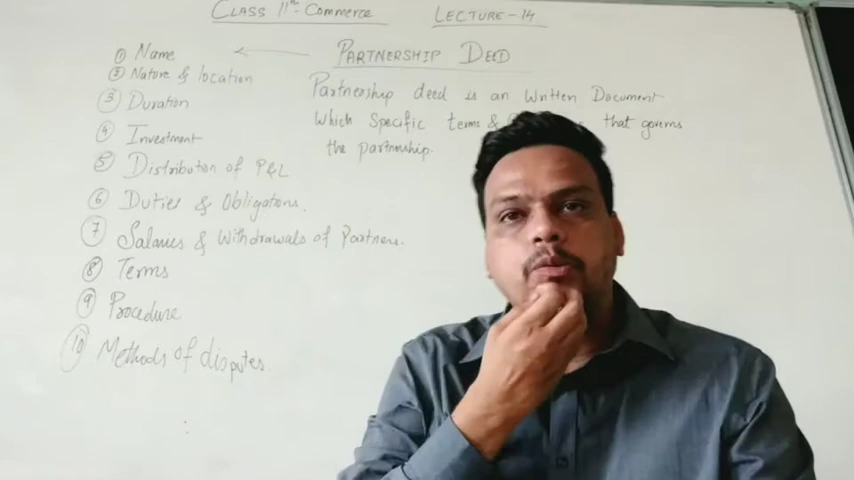 CLASS 11th Commerce
LECTURE-14
PARTNERSHIP DEED
Partnership deed is an Written Document
Which Specific terms & that governs
the partnership.
① Name
② Nature & location
③ Duration
④ Investment
⑤ Distribution of P&L
⑥ Duties & Obligations.
⑦ Salaries & Withdrawals of Partners.
⑧ Terms
⑨ Procedure
⑩ Methods of disputes